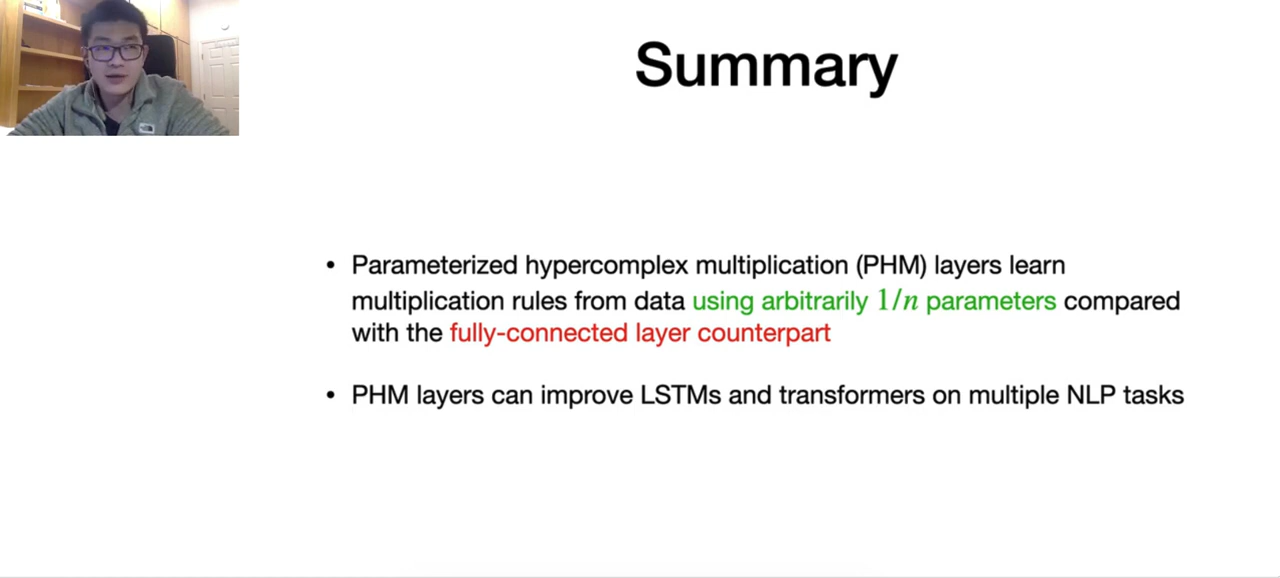 Summary
• Parameterized hypercomplex multiplication (PHM) layers learn
multiplication rules from data using arbitrarily 1/n parameters compared
with the fully-connected layer counterpart
• PHM layers can improve LSTMs and transformers on multiple NLP tasks